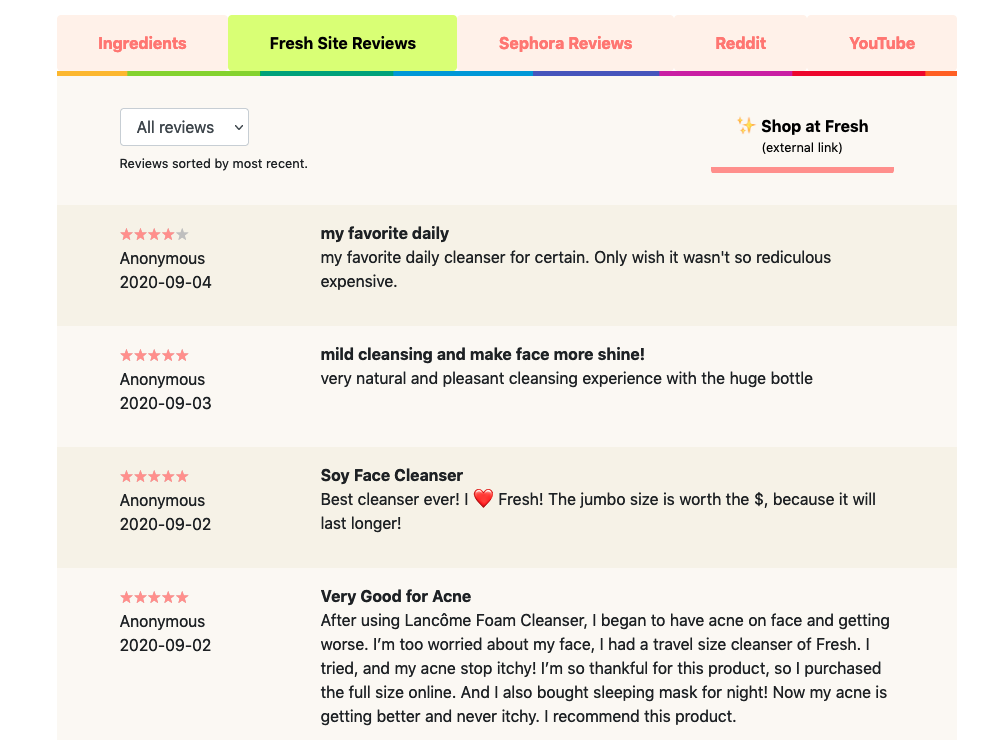 Ingredients
Fresh Site Reviews
Sephora Reviews
Reddit
YouTube
All reviews
Reviews sorted by most recent.
✨ Shop at Fresh
(external link)
my favorite daily
Anonymous
2020-09-04
my favorite daily cleanser for certain. Only wish it wasn't so rediculous
expensive.
mild cleansing and make face more shine!
Anonymous
2020-09-03
very natural and pleasant cleansing experience with the huge bottle
Soy Face Cleanser
Anonymous
2020-09-02
Best cleanser ever! I ❤️ Fresh! The jumbo size is worth the $, because it will
last longer!
Very Good for Acne
Anonymous
2020-09-02
After using Lancôme Foam Cleanser, I began to have acne on face and getting
worse. I’m too worried about my face, I had a travel size cleanser of Fresh. I
tried, and my acne stop itchy! I’m so thankful for this product, so I purchased
the full size online. And I also bought sleeping mask for night! Now my acne is
getting better and never itchy. I recommend this product.